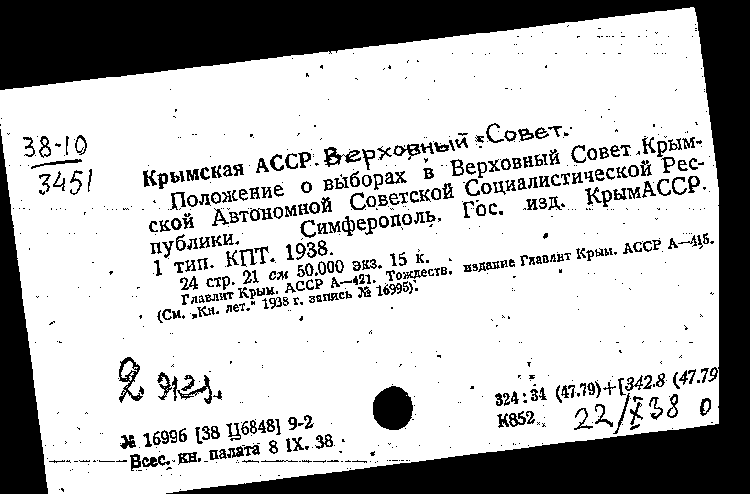 38-10
3451
Крымская АССР. Верховный Совет.
Положение о выборах в Верховный Совет Крым-
ской Автономной Советской Социалистической Рес-
публики. Симферополь. Гос. изд. КрымАССР.
1 тип. КПТ. 1938.
24 стр. 21 см 50.000 экз. 15 к.
Главлит Крым. АССР А—421. Тождеств. издание Главлит Крым. АССР А—415.
(См. „Кн. лет." 1938 г. запись № 16995).
2 экз.
324:34 (47.79)+[342.8 (47.79
№ 16996 [38 Ц6848] 9-2
К852
22/X 38 0
Всес. кн. палата 8 IX. 38